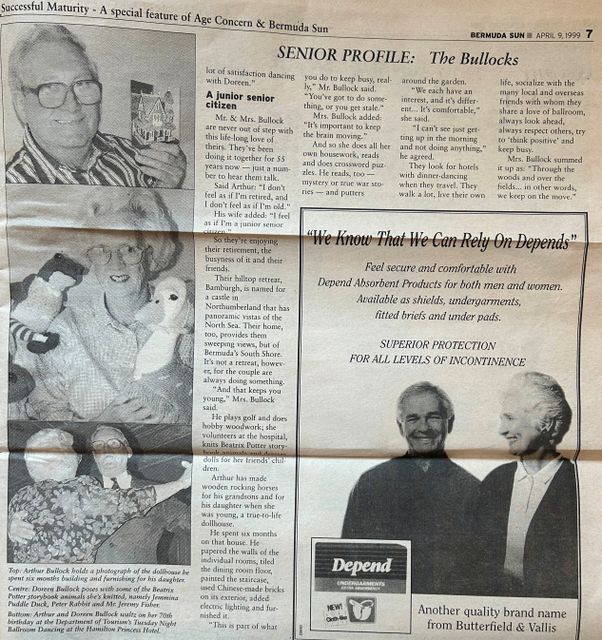 Successful Maturity - A special feature of Age Concern & Bermuda Sun
BERMUDA SUN ■ APRIL 9, 1999 7
SENIOR PROFILE: The Bullocks
lot of satisfaction dancing
with Doreen."
A junior senior
citizen
Mr. & Mrs. Bullock
are never out of step with
this life-long love of
theirs. They've been
doing it together for 55
years now — just a num-
ber to hear them talk.
Said Arthur: "I don't
feel as if I'm retired, and
I don't feel as if I'm old."
His wife added: "I feel
as if I'm a junior senior
citizen."
So they're enjoying
their retirement, the
busyness of it and their
friends.
Their hilltop retreat,
Bamburgh, is named for
a castle in
Northumberland that has
panoramic vistas of the
North Sea. Their home,
too, provides them
sweeping views, but of
Bermuda's South Shore.
It's not a retreat, howev-
er, for the couple are
always doing something.
"And that keeps you
young," Mrs. Bullock
said.
He plays golf and does
hobby woodwork; she
volunteers at the hospital,
knits Beatrix Potter story-
book animals and dresses
dolls for her friends' chil-
dren.
Arthur has made
wooden rocking horses
for his grandsons and for
his daughter when she
was young, a true-to-life
dollhouse.
He spent six months
on that house. He
papered the walls of the
individual rooms, tiled
the dining room floor,
painted the staircase,
used Chinese-made bricks
on its exterior, added
electric lighting and fur-
nished it.
"This is part of what
you do to keep busy, real-
ly," Mr. Bullock said.
"You've got to do some-
thing, or you get stale."
Mrs. Bullock added:
"It's important to keep
the brain moving."
And so she does all her
own housework, reads
and does crossword puz-
zles. He reads, too —
mystery or true war sto-
ries — and putters
around the garden.
"We each have an
interest, and it's differ-
ent... It's comfortable,"
she said.
"I can't see just get-
ting up in the morning
and not doing anything,"
he agreed.
They look for hotels
with dinner-dancing
when they travel. They
walk a lot, live their own
life, socialize with the
many local and overseas
friends with whom they
share a love of ballroom,
always look ahead,
always respect others, try
to 'think positive' and
keep busy.
Mrs. Bullock summed
it up as: "Through the
woods and over the
fields... in other words,
we keep on the move."
Top: Arthur Bullock holds a photograph of the dollhouse he
spent six months building and furnishing for his daughter.
Centre: Doreen Bullock poses with some of the Beatrix
Potter storybook animals she's knitted, namely Jemmina
Puddle Duck, Peter Rabbit and Mr. Jeremy Fisher.
Bottom: Arthur and Doreen Bullock waltz on her 70th
birthday at the Department of Tourism's Tuesday Night
Ballroom Dancing at the Hamilton Princess Hotel.
"We Know That We Can Rely On Depends"
Feel secure and comfortable with
Depend Absorbent Products for both men and women.
Available as shields, undergarments,
fitted briefs and under pads.
SUPERIOR PROTECTION
FOR ALL LEVELS OF INCONTINENCE
Depend
UNDERGARMENTS
EXTRA ABSORBENCY
NEW!
Cloth-like
Another quality brand name
from Butterfield & Vallis